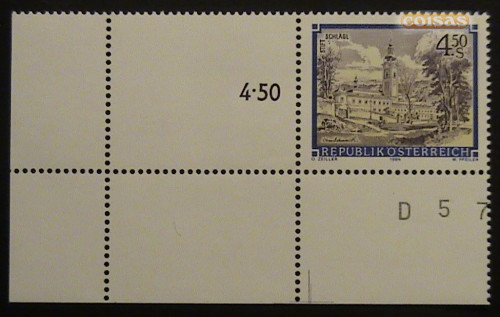 coisas
STIFT SCHLÄGL
4.50 S
4·50
REPUBLIK ÖSTERREICH
O. ZEILLER 1984 W. PFEILER
D 5 7